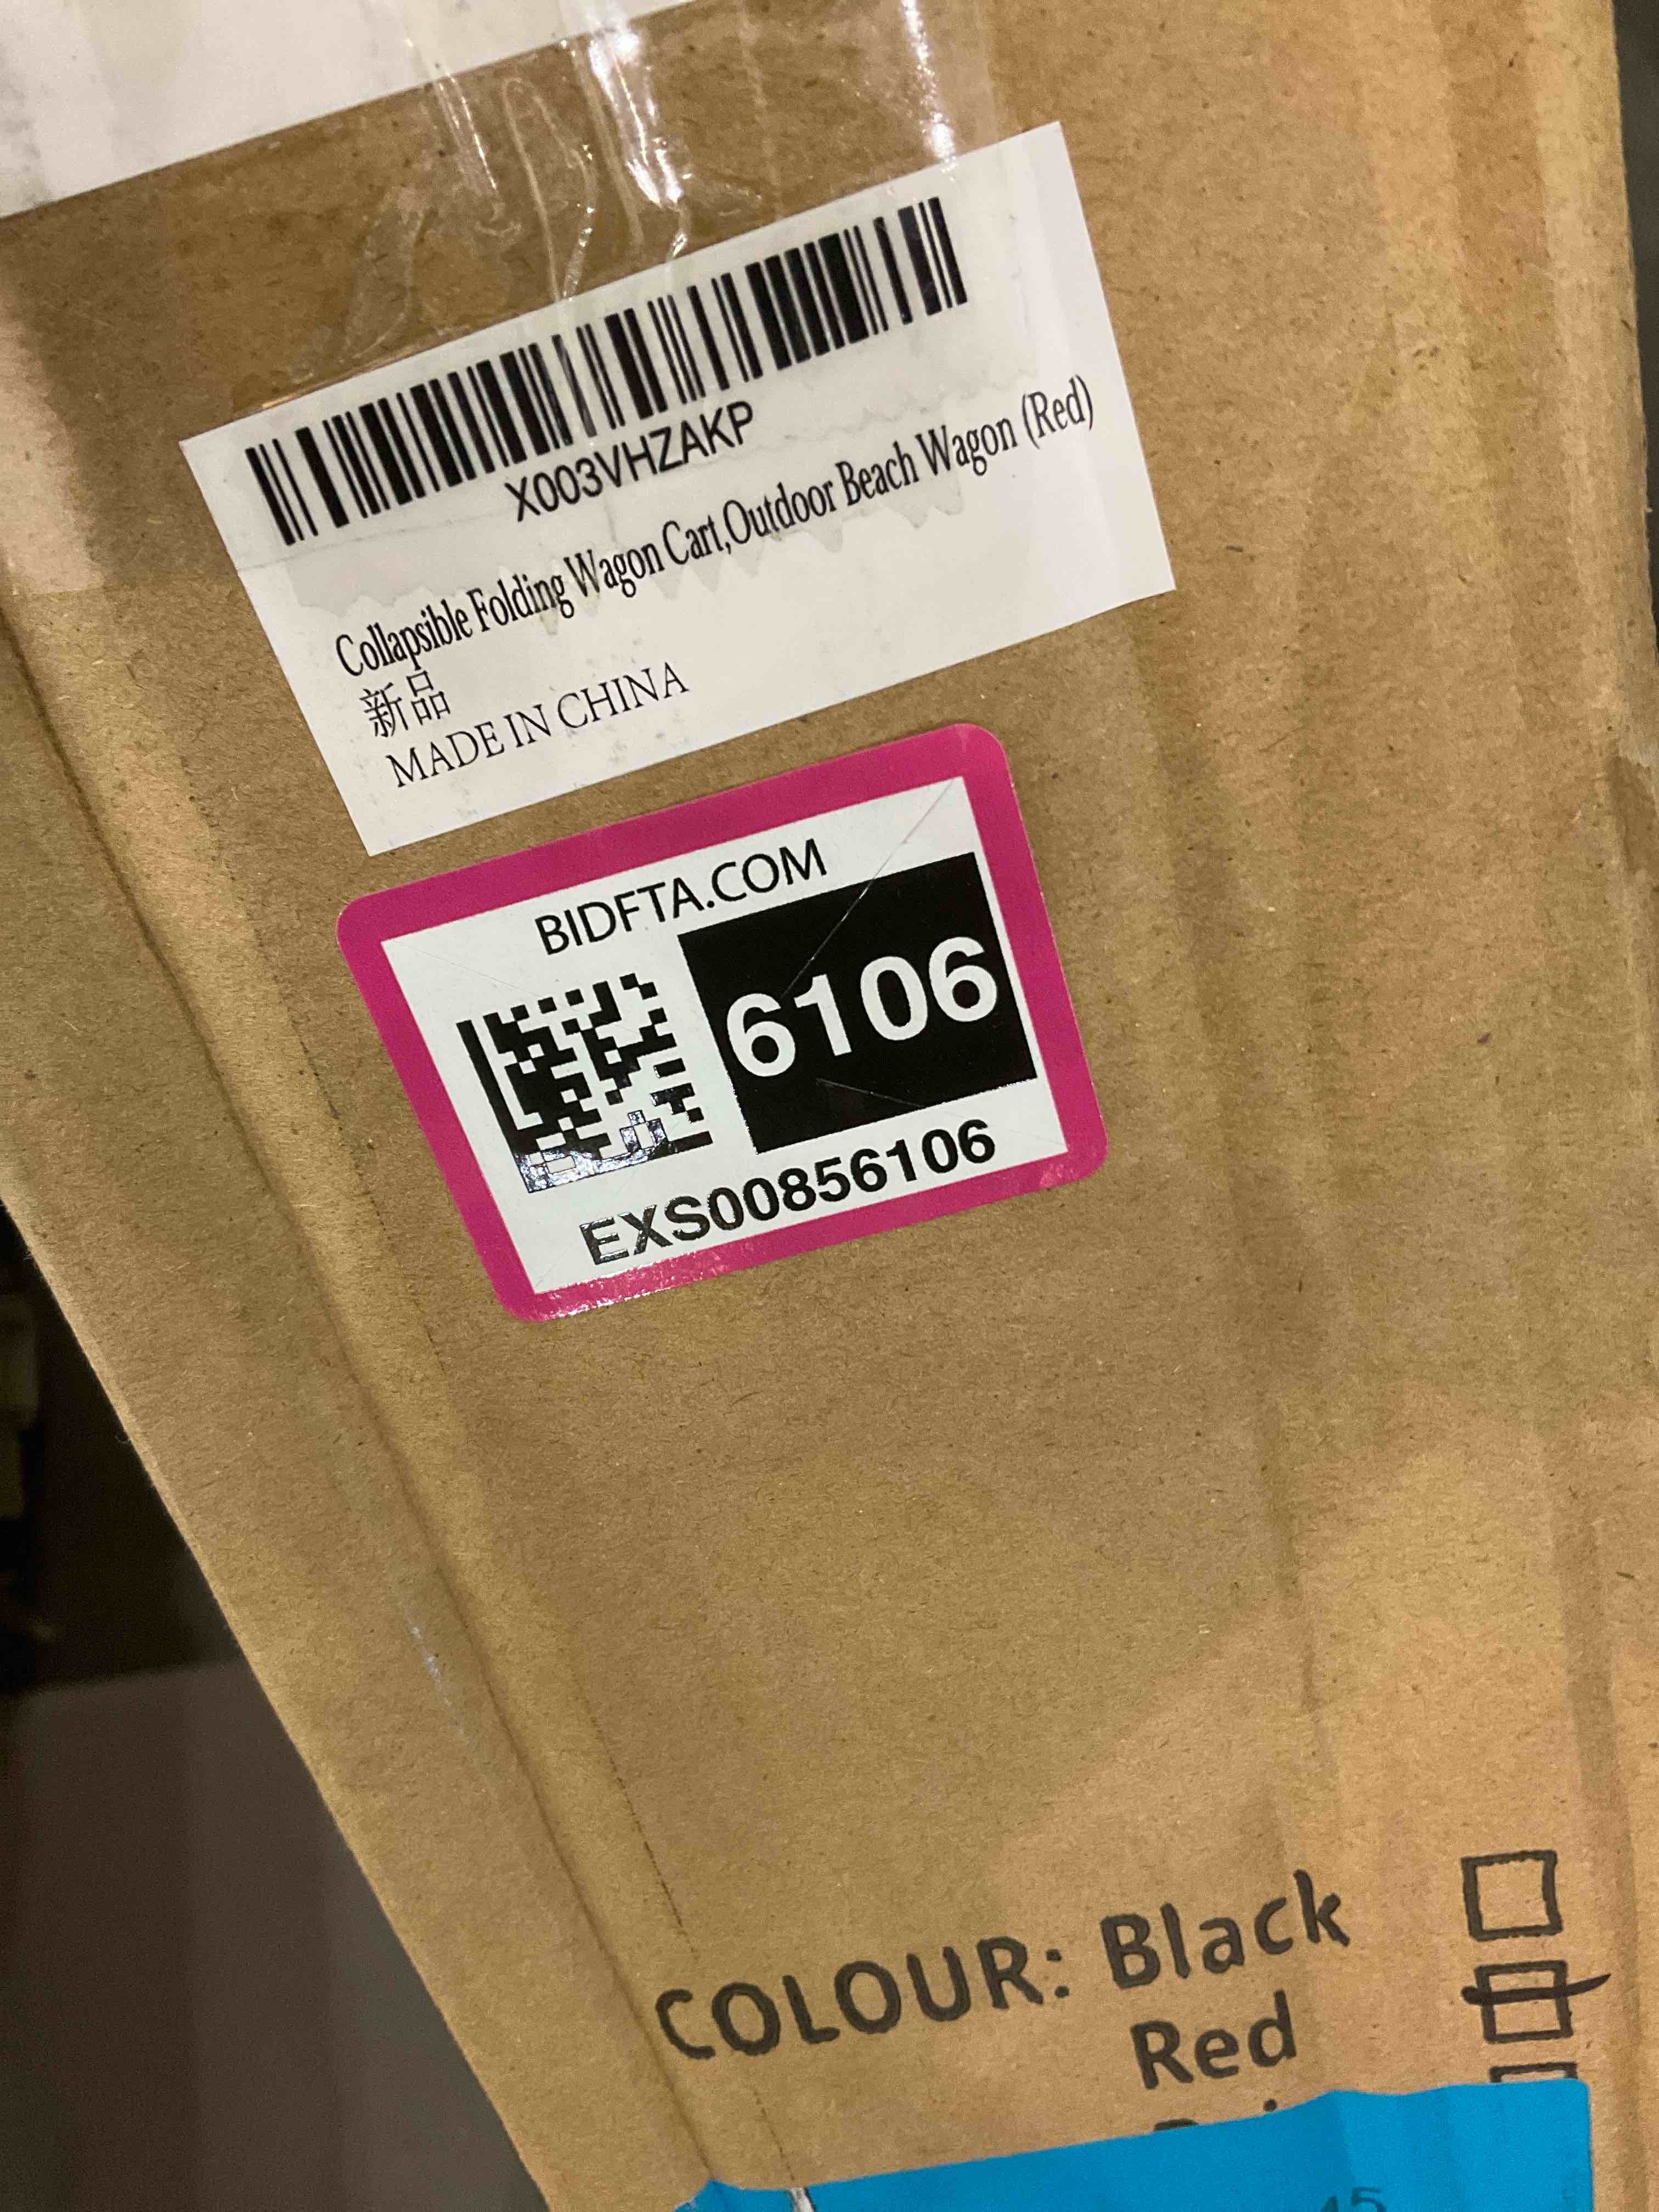 X003VHZAKP
Collapsible Folding Wagon Cart,Outdoor Beach Wagon (Red)
新品
MADE IN CHINA
BIDFTA.COM
6106
EXS00856106
COLOUR: Black
Red
45